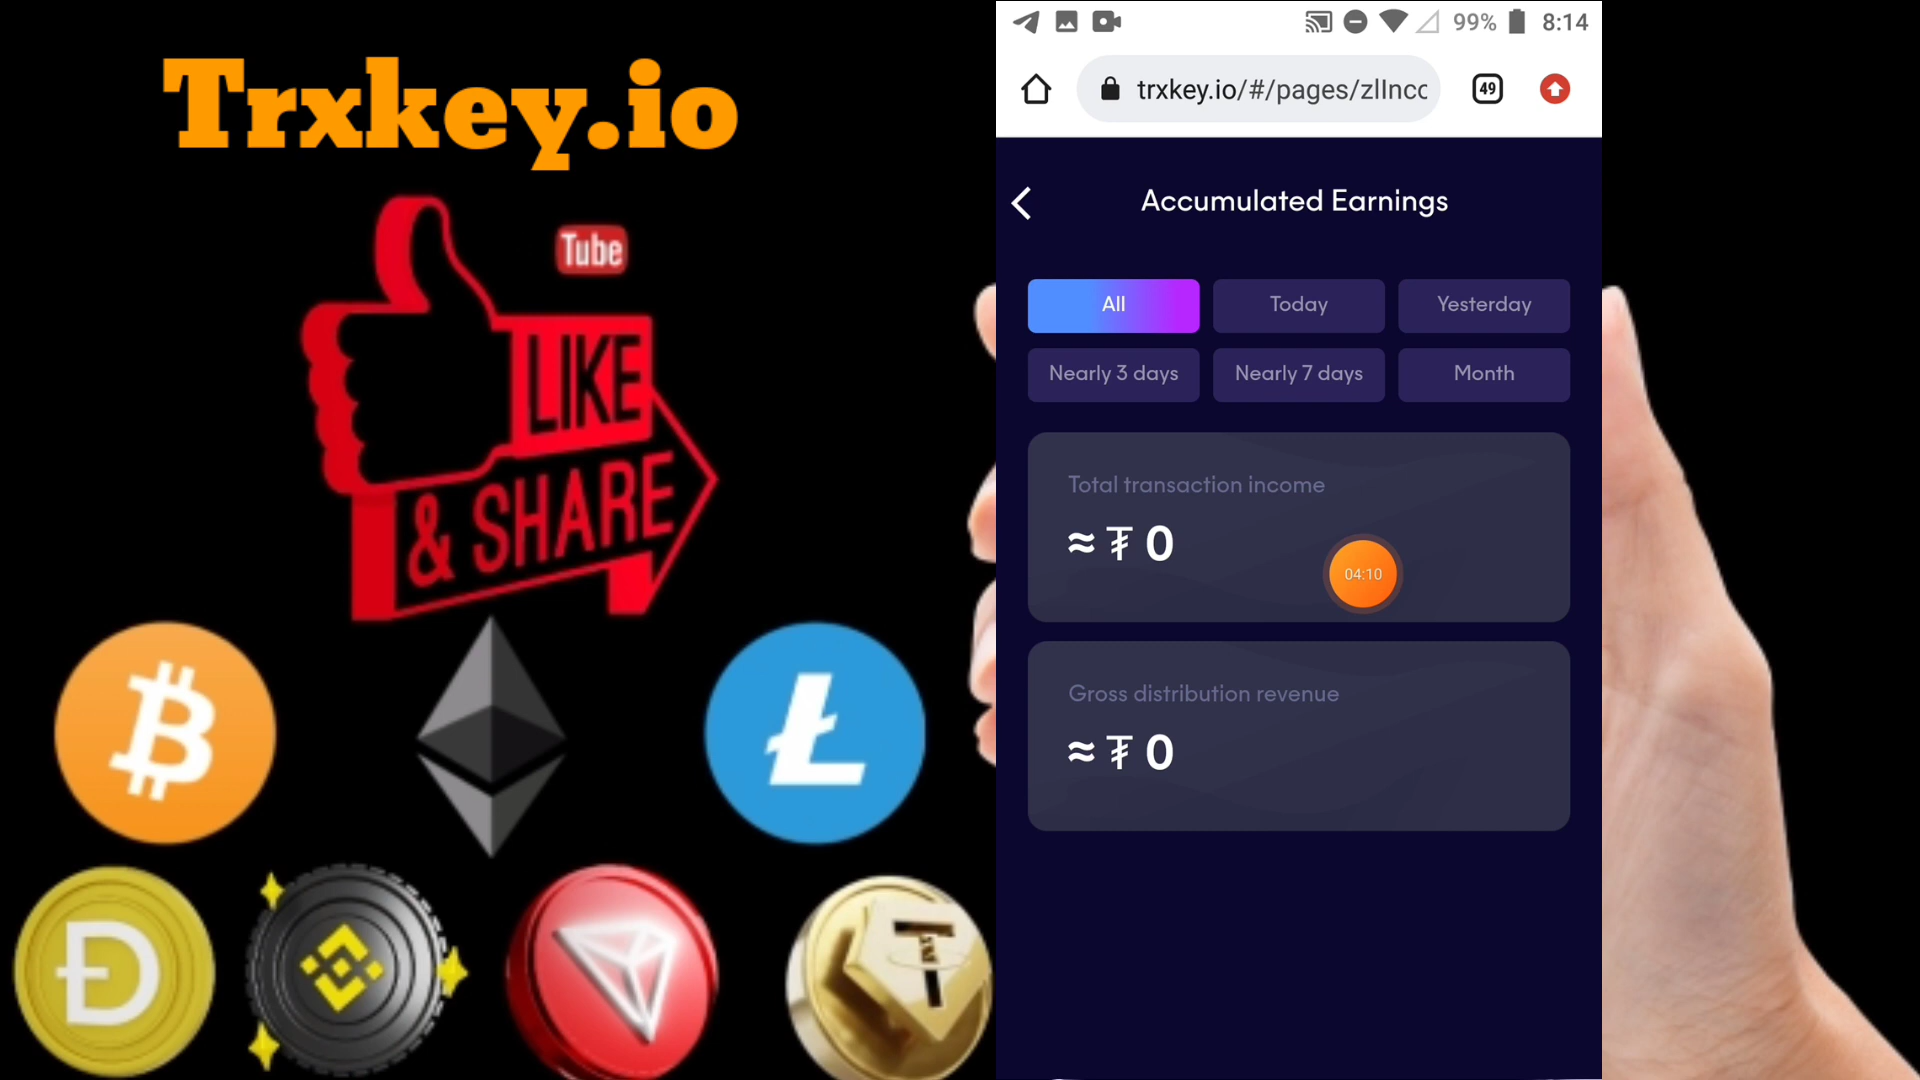 Trxkey.io
Tube
LIKE
& SHARE
99%
8:14
trxkey.io/#/pages/zlInco
49
Accumulated Earnings
All
Today
Yesterday
Nearly 3 days
Nearly 7 days
Month
Total transaction income
≈ ₮ 0
04:10
Gross distribution revenue
≈ ₮ 0